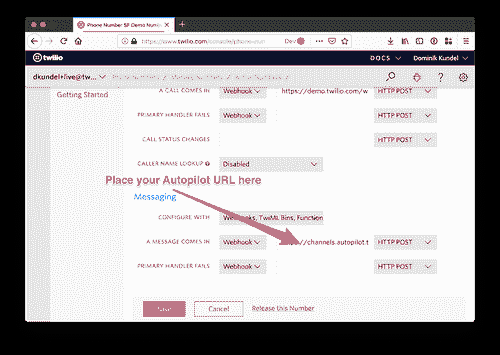 Phone Number SF Demo Num
https://www.twilio.com/console/phone-num
Dev
twilio
DOCS
Dominik Kundel
dkundel+live@tw...
Getting Started
A CALL COMES IN
Webhook
https://demo.twilio.com/w
HTTP POST
PRIMARY HANDLER FAILS
Webhook
HTTP POST
CALL STATUS CHANGES
HTTP POST
CALLER NAME LOOKUP
Disabled
Place your Autopilot URL here
Messaging
CONFIGURE WITH
Webhooks, TwiML Bins, Function
A MESSAGE COMES IN
Webhook
//channels.autopilot.t
HTTP POST
PRIMARY HANDLER FAILS
Webhook
HTTP POST
Save
Cancel
Release this Number